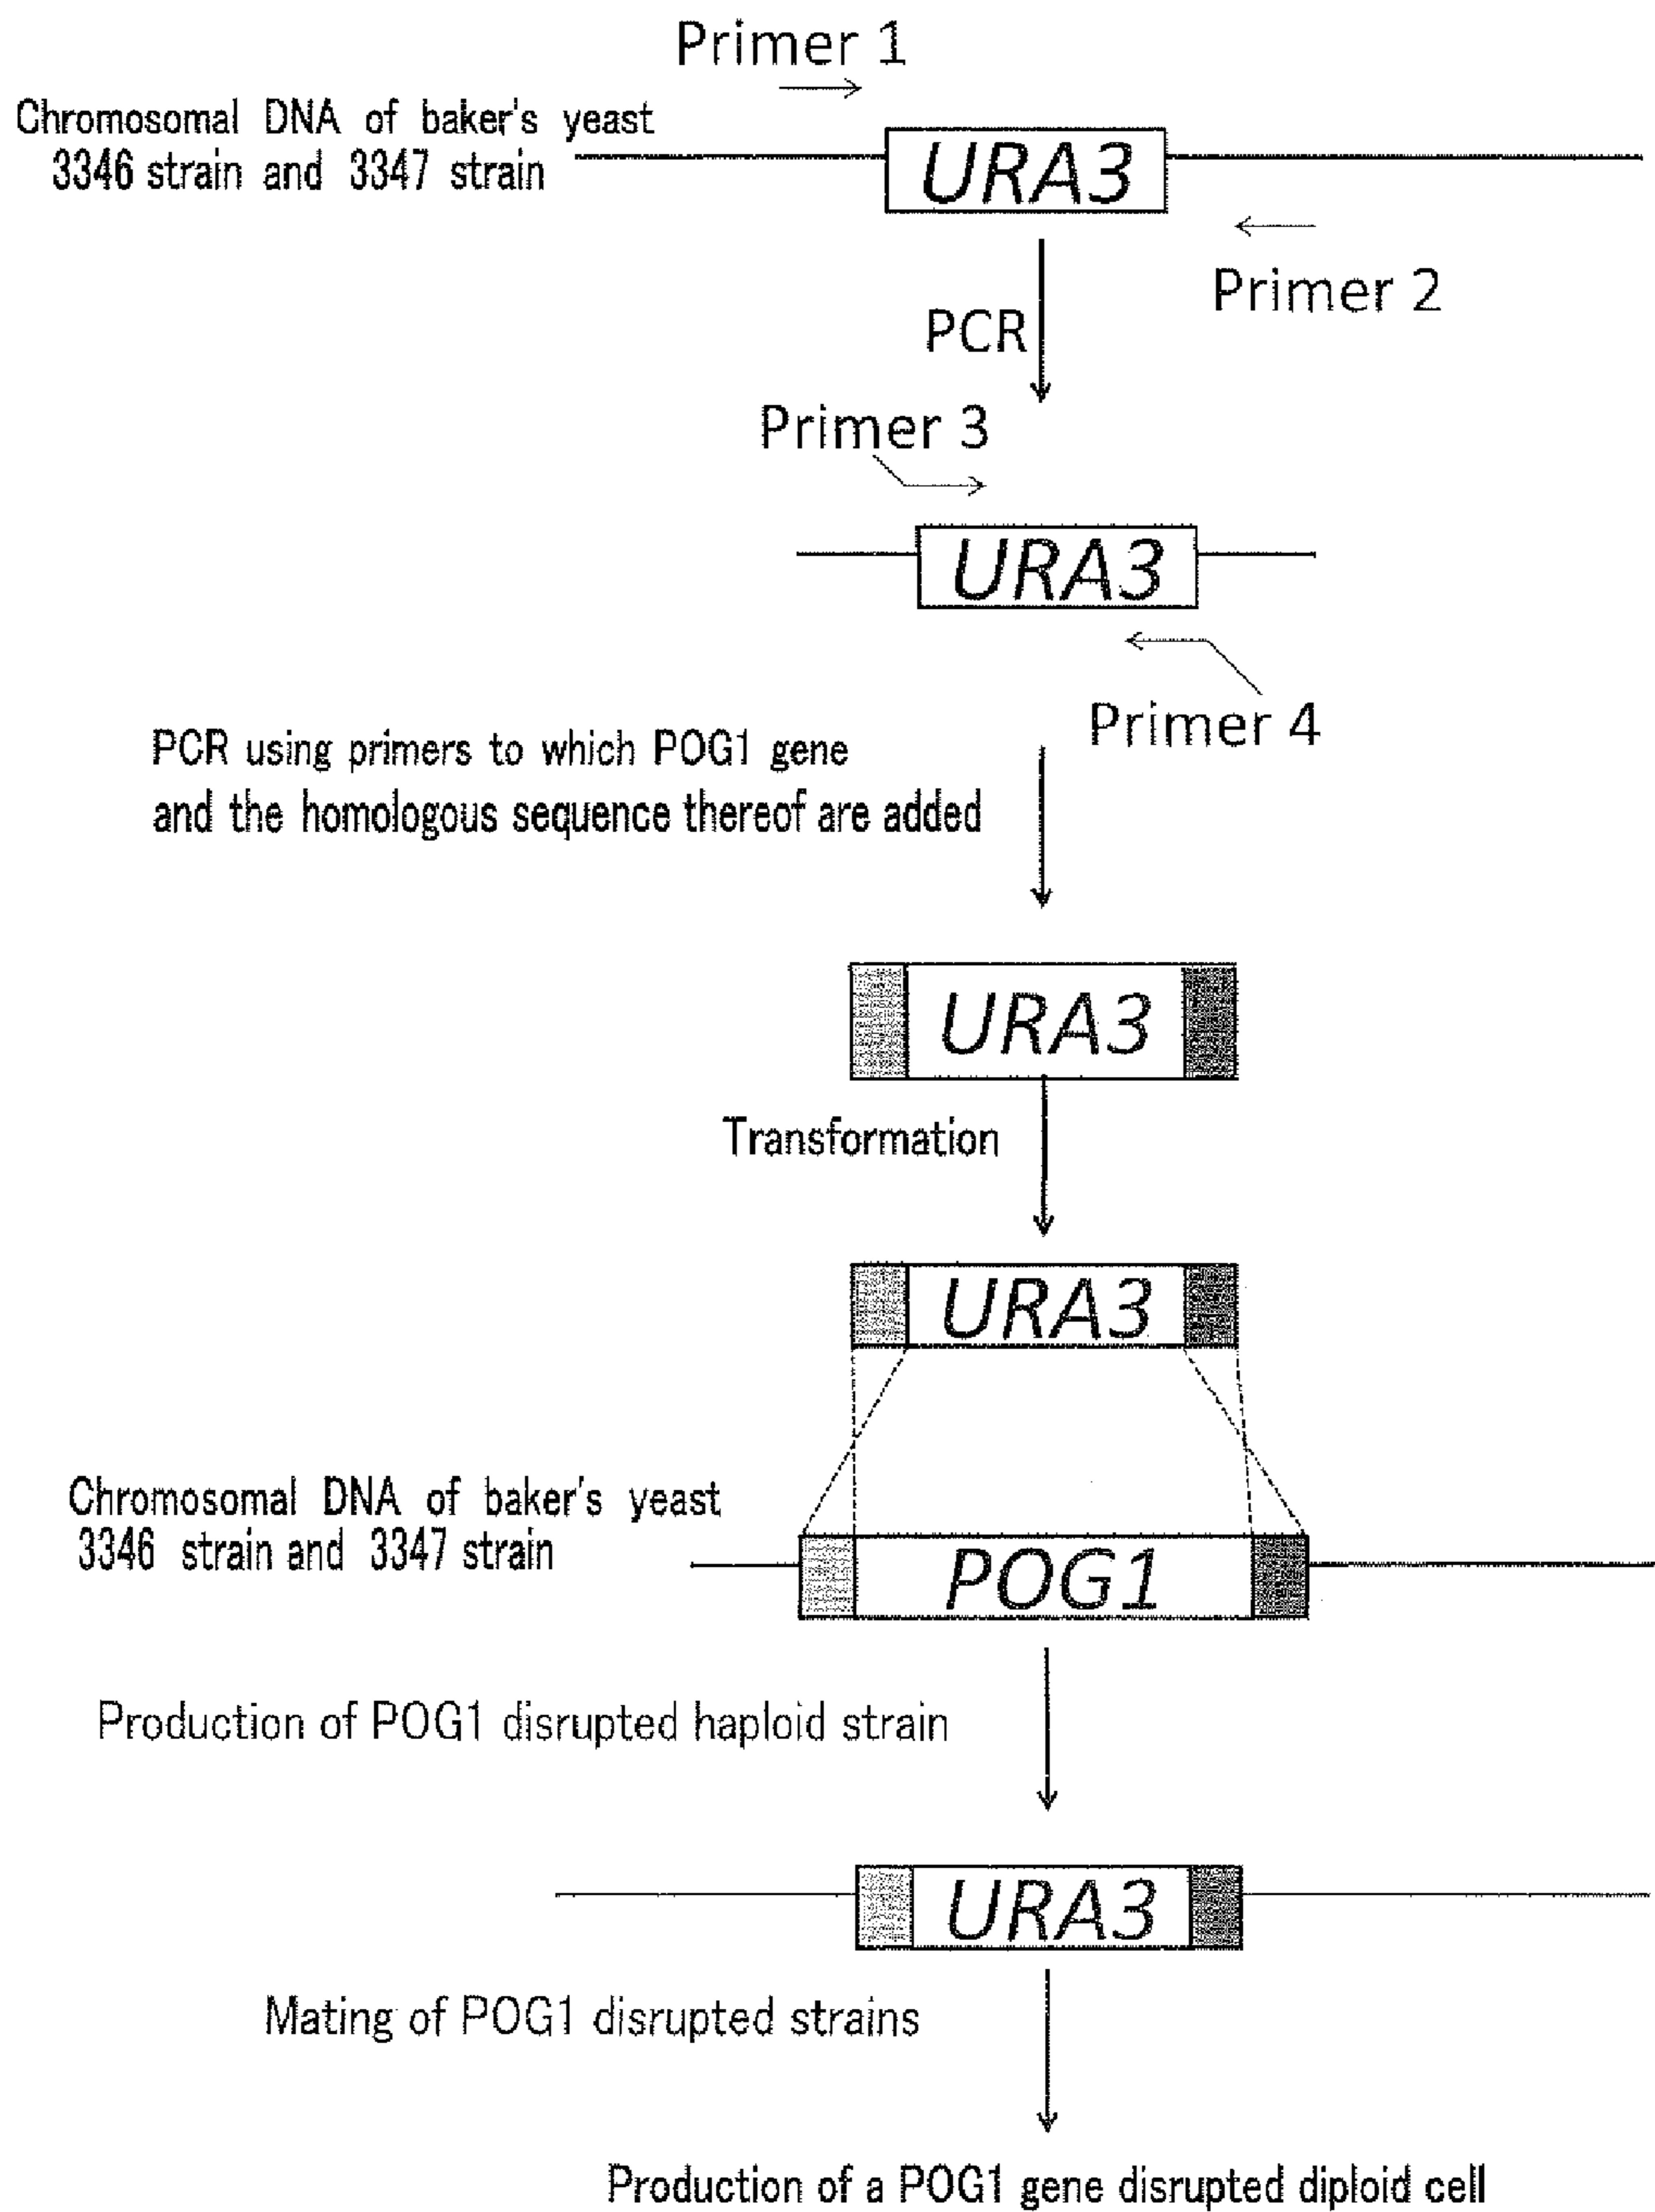 Primer 1
Chromosomal DNA of baker's yeast
3346 strain and 3347 strain
URA3
Primer 2
PCR
Primer 3
URA3
Primer 4
PCR using primers to which POG1 gene
and the homologous sequence thereof are added
URA3
Transformation
URA3
Chromosomal DNA of baker's yeast
3346 strain and 3347 strain
POG1
Production of POG1 disrupted haploid strain
URA3
Mating of POG1 disrupted strains
Production of a POG1 gene disrupted diploid cell